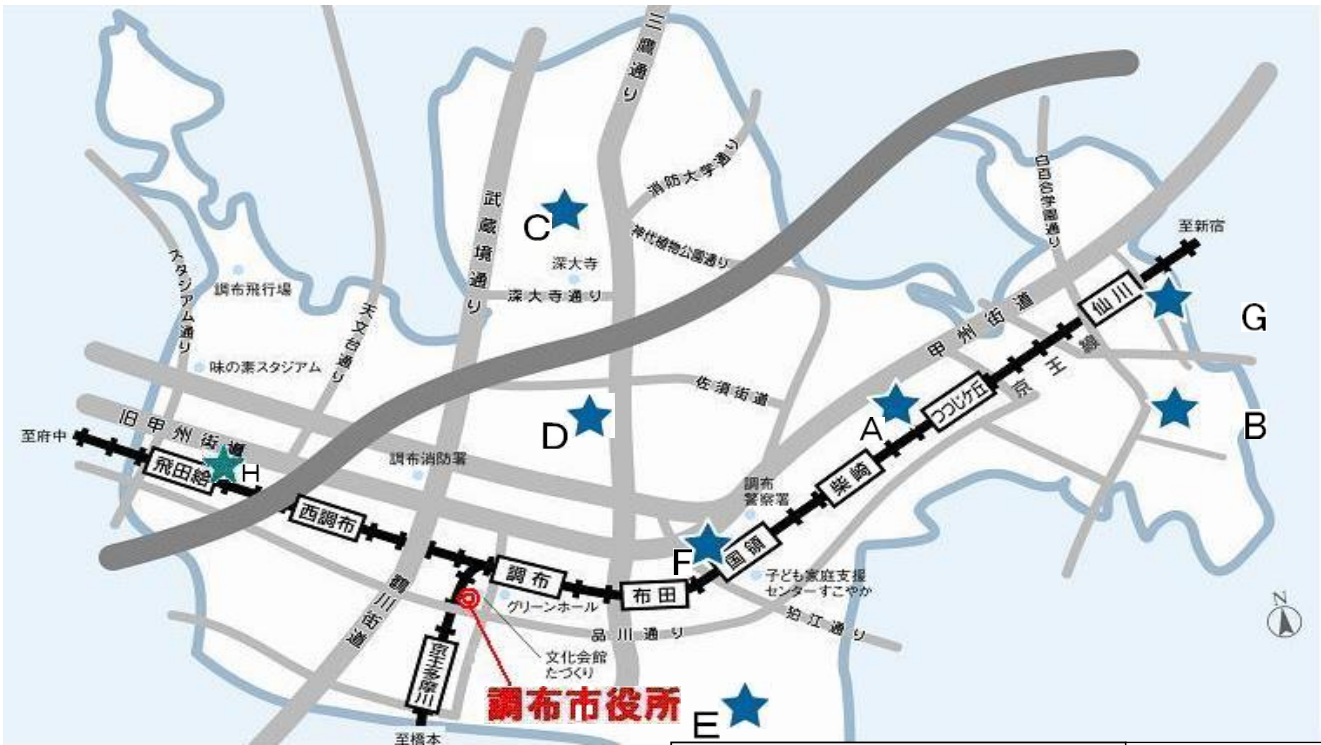 三鷹通り
消防大学通り
白百合学園通り
武蔵境通り
C
神代植物公園通り
至新宿
深大寺
スタジアム通り
調布飛行場
深大寺通り
仙川
天文台通り
甲州街道
G
味の素スタジアム
京王線
佐須街道
つつじケ丘
旧甲州街道
D
A
B
至府中
飛田給
H
調布消防署
柴崎
調布
警察署
西調布
F
国領
調布
布田
子ども家庭支援
センターすこやか
鶴川街道
グリーンホール
狛江通り
品川通り
N
京王多摩川
文化会館
たづくり
調布市役所
E
至橋本